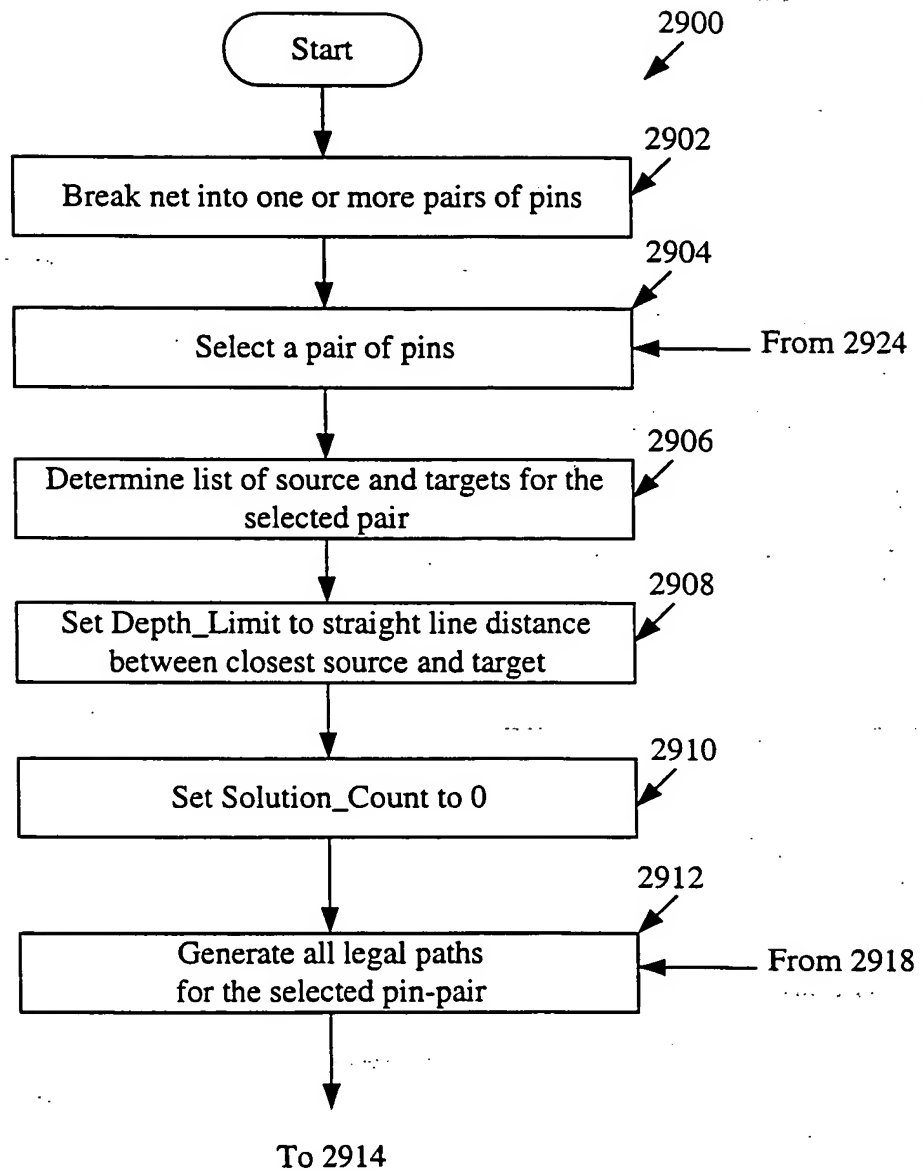 Start
2900
2902
Break net into one or more pairs of pins
2904
Select a pair of pins
From 2924
2906
Determine list of source and targets for the
selected pair
2908
Set Depth_Limit to straight line distance
between closest source and target
2910
Set Solution_Count to 0
2912
Generate all legal paths
for the selected pin-pair
From 2918
To 2914